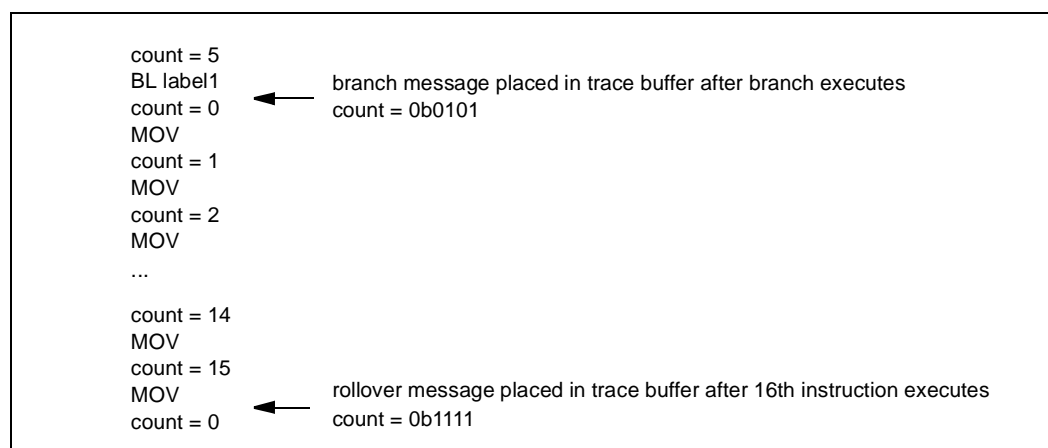 count = 5
BL label1
count = 0
branch message placed in trace buffer after branch executes
count = 0b0101
MOV
count = 1
MOV
count = 2
MOV
...
count = 14
MOV
count = 15
MOV
count = 0
rollover message placed in trace buffer after 16th instruction executes
count = 0b1111